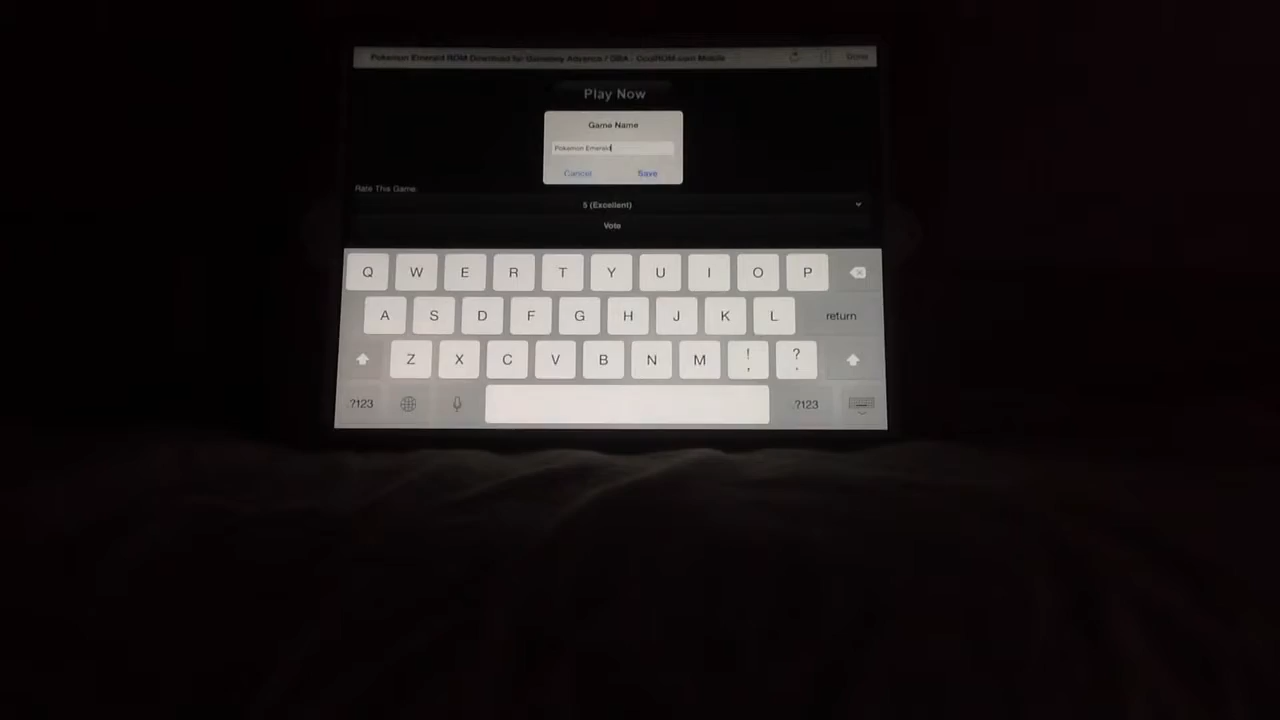 Pokemon Emerald ROM Download for Gameboy Advance / GBA - CoolROM.com Mobile
Done
Play Now
Game Name
Pokemon Emerald
Cancel
Save
Rate This Game:
5 (Excellent)
Vote
Q W E R T Y U I O P
A S D F G H J K L return
Z X C V B N M ! , ? .
.?123 .?123